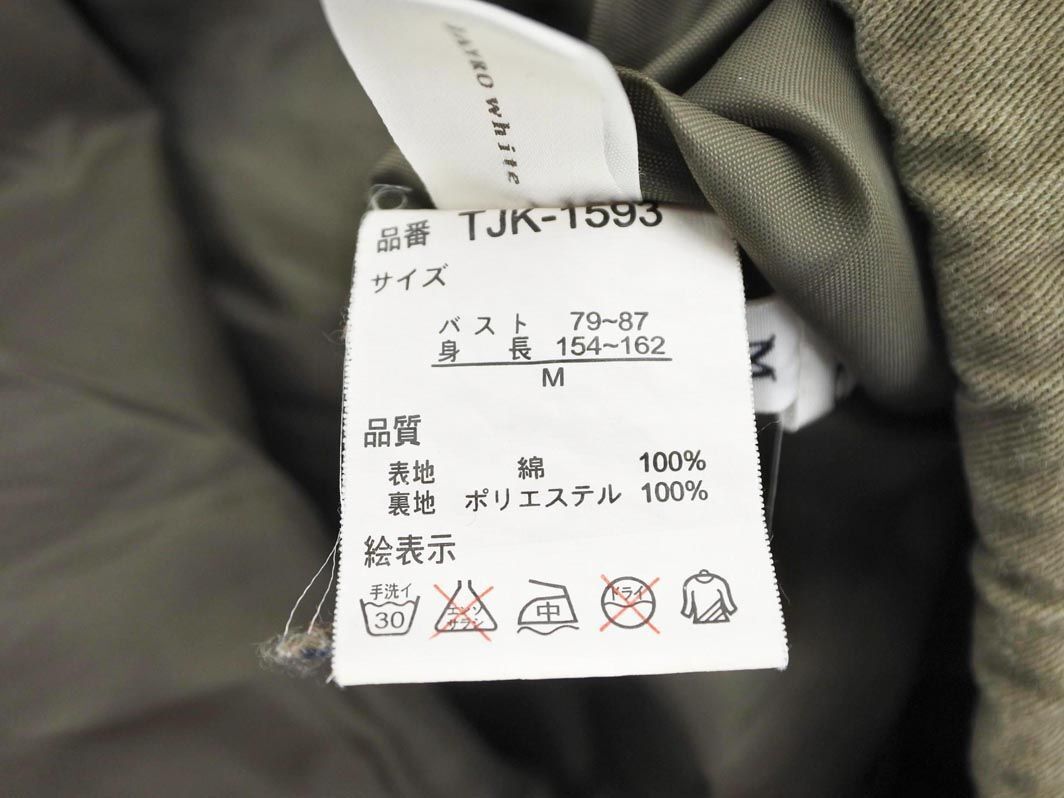 JAYRO white
品番 TJK-1593
サイズ
バスト 79~87
身長 154~162
M
M
品質
表地 綿 100%
裏地 ポリエステル 100%
絵表示
手洗イ
30
エンソ
サラシ
中
ドライ